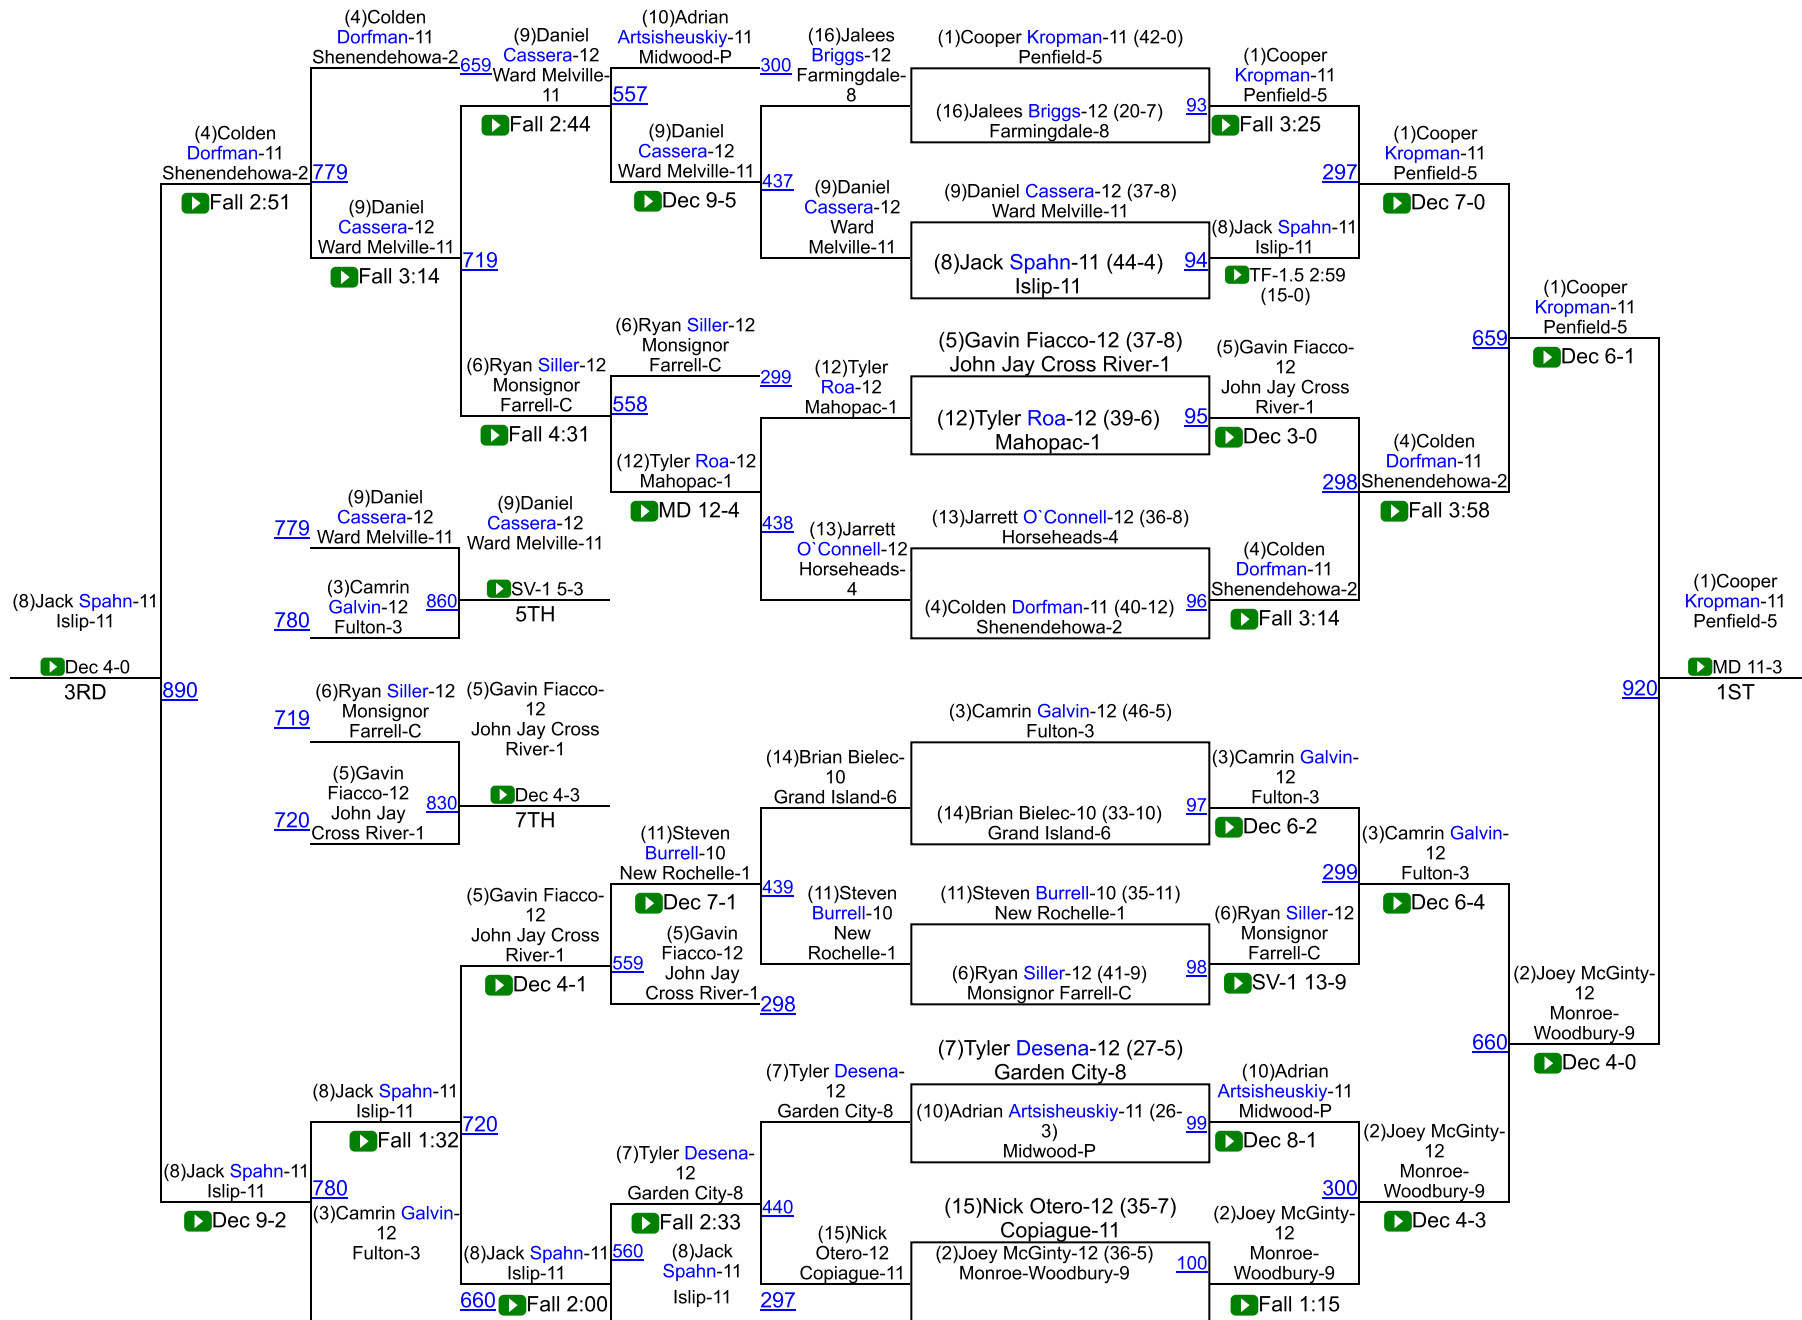 (4)Colden
Dorfman-11
Shenendehowa-2
659
(9)Daniel
Cassera-12
Ward Melville-
11
Fall 2:44
(10)Adrian
Artsisheuskiy-11
Midwood-P
300
557
(16)Jalees
Briggs-12
Farmingdale-
8
(1)Cooper Kropman-11 (42-0)
Penfield-5
(16)Jalees Briggs-12 (20-7)
Farmingdale-8
93
(1)Cooper
Kropman-11
Penfield-5
Fall 3:25
(4)Colden
Dorfman-11
Shenendehowa-2
Fall 2:51
779
(9)Daniel
Cassera-12
Ward Melville-11
Fall 3:14
719
(9)Daniel
Cassera-12
Ward Melville-11
Dec 9-5
437
(9)Daniel
Cassera-12
Ward
Melville-11
(9)Daniel Cassera-12 (37-8)
Ward Melville-11
(8)Jack Spahn-11 (44-4)
Islip-11
94
(8)Jack Spahn-11
Islip-11
TF-1.5 2:59
(15-0)
297
(1)Cooper
Kropman-11
Penfield-5
Dec 7-0
(6)Ryan Siller-12
Monsignor
Farrell-C
Fall 4:31
(6)Ryan Siller-12
Monsignor
Farrell-C
299
558
(12)Tyler
Roa-12
Mahopac-1
(5)Gavin Fiacco-12 (37-8)
John Jay Cross River-1
(12)Tyler Roa-12 (39-6)
Mahopac-1
95
(5)Gavin Fiacco-
12
John Jay Cross
River-1
Dec 3-0
659
(1)Cooper
Kropman-11
Penfield-5
Dec 6-1
(12)Tyler Roa-12
Mahopac-1
MD 12-4
438
(13)Jarrett
O`Connell-12
Horseheads-
4
(13)Jarrett O`Connell-12 (36-8)
Horseheads-4
(4)Colden Dorfman-11 (40-12)
Shenendehowa-2
96
(4)Colden
Dorfman-11
Shenendehowa-2
Fall 3:14
298
(4)Colden
Dorfman-11
Shenendehowa-2
Fall 3:58
779
(9)Daniel
Cassera-12
Ward Melville-11
(9)Daniel
Cassera-12
Ward Melville-11
780
(3)Camrin
Galvin-12
Fulton-3
860
SV-1 5-3
5TH
(8)Jack Spahn-11
Islip-11
Dec 4-0
3RD
890
(1)Cooper
Kropman-11
Penfield-5
MD 11-3
1ST
920
719
(6)Ryan Siller-12
Monsignor
Farrell-C
(5)Gavin Fiacco-
12
John Jay Cross
River-1
720
(5)Gavin
Fiacco-12
John Jay
Cross River-1
830
Dec 4-3
7TH
(14)Brian Bielec-
10
Grand Island-6
(3)Camrin Galvin-12 (46-5)
Fulton-3
(14)Brian Bielec-10 (33-10)
Grand Island-6
97
(3)Camrin Galvin-
12
Fulton-3
Dec 6-2
(11)Steven
Burrell-10
New Rochelle-1
Dec 7-1
439
(11)Steven
Burrell-10
New
Rochelle-1
(11)Steven Burrell-10 (35-11)
New Rochelle-1
(6)Ryan Siller-12 (41-9)
Monsignor Farrell-C
98
(6)Ryan Siller-12
Monsignor
Farrell-C
SV-1 13-9
299
(3)Camrin Galvin-
12
Fulton-3
Dec 6-4
(5)Gavin Fiacco-
12
John Jay Cross
River-1
Dec 4-1
559
(5)Gavin
Fiacco-12
John Jay
Cross River-1
298
660
(2)Joey McGinty-
12
Monroe-
Woodbury-9
Dec 4-0
(8)Jack Spahn-11
Islip-11
Fall 1:32
720
(7)Tyler Desena-
12
Garden City-8
(7)Tyler Desena-12 (27-5)
Garden City-8
(10)Adrian Artsisheuskiy-11 (26-
3)
Midwood-P
99
(10)Adrian
Artsisheuskiy-11
Midwood-P
Dec 8-1
(8)Jack Spahn-11
Islip-11
Dec 9-2
780
(3)Camrin Galvin-
12
Fulton-3
(7)Tyler Desena-
12
Garden City-8
Fall 2:33
440
300
(2)Joey McGinty-
12
Monroe-
Woodbury-9
Dec 4-3
(8)Jack Spahn-11
Islip-11
660
Fall 2:00
560
(8)Jack
Spahn-11
Islip-11
297
(15)Nick
Otero-12
Copiague-11
(15)Nick Otero-12 (35-7)
Copiague-11
(2)Joey McGinty-12 (36-5)
Monroe-Woodbury-9
100
(2)Joey McGinty-
12
Monroe-
Woodbury-9
Fall 1:15